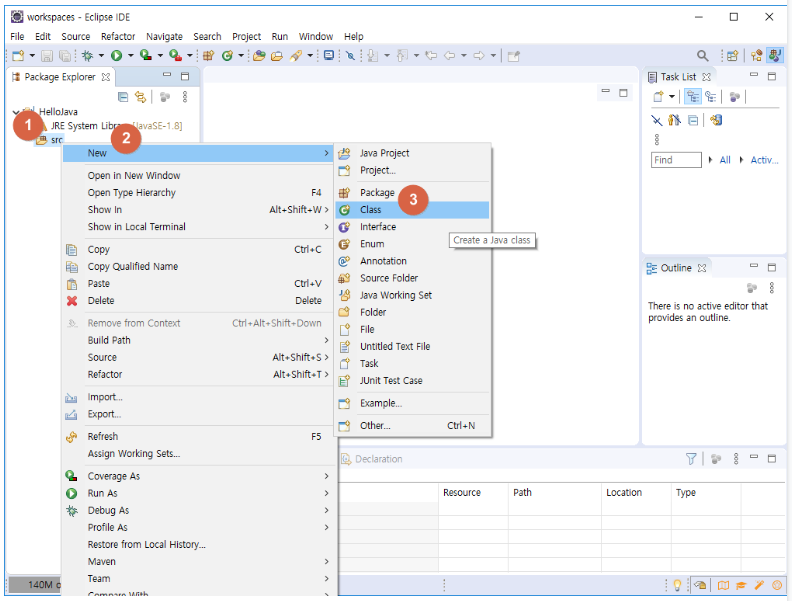 workspaces - Eclipse IDE
File Edit Source Refactor Navigate Search Project Run Window Help
Package Explorer
Task List
HelloJava
1
JRE System Libr [JavaSE-1.8]
src
2
New
Open in New Window
Open Type Hierarchy F4
Show In Alt+Shift+W >
Show in Local Terminal >
Copy Ctrl+C
Copy Qualified Name
Paste Ctrl+V
Delete Delete
Remove from Context Ctrl+Alt+Shift+Down
Build Path >
Source Alt+Shift+S >
Refactor Alt+Shift+T >
Import...
Export...
Refresh F5
Assign Working Sets...
Coverage As >
Run As >
Debug As >
Profile As >
Restore from Local History...
Maven >
Team >
Compare With
Java Project
Project...
Package
3
Class
Interface
Enum
Annotation
Source Folder
Java Working Set
Folder
File
Untitled Text File
Task
JUnit Test Case
Example...
Other... Ctrl+N
Create a Java class
Find All Activ...
Outline
There is no active editor that
provides an outline.
Declaration
Resource Path Location Type
140M